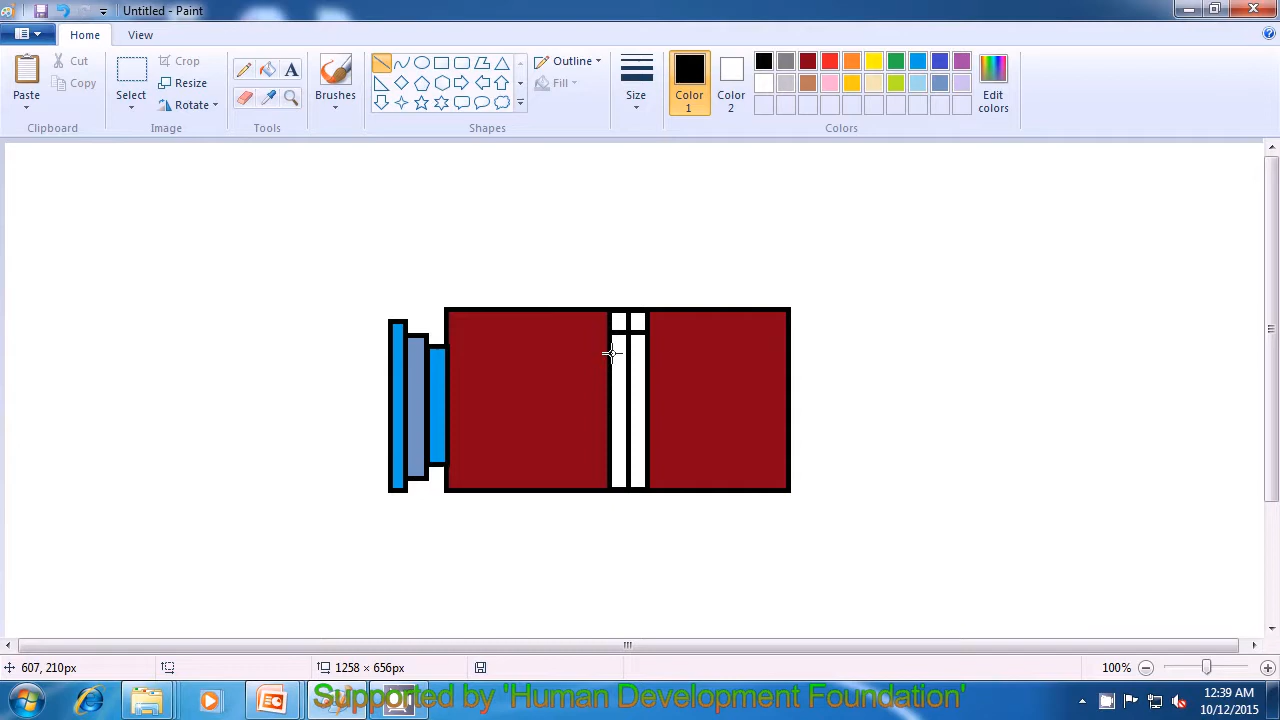 Untitled - Paint
Home
View
Paste
Cut
Copy
Select
Crop
Resize
Rotate
A
Brushes
Outline
Fill
Size
Color
1
Color
2
Edit
colors
Clipboard
Image
Tools
Shapes
Colors
607, 210px
1258 × 656px
100%
Supported by 'Human Development Foundation'
12:39 AM
10/12/2015